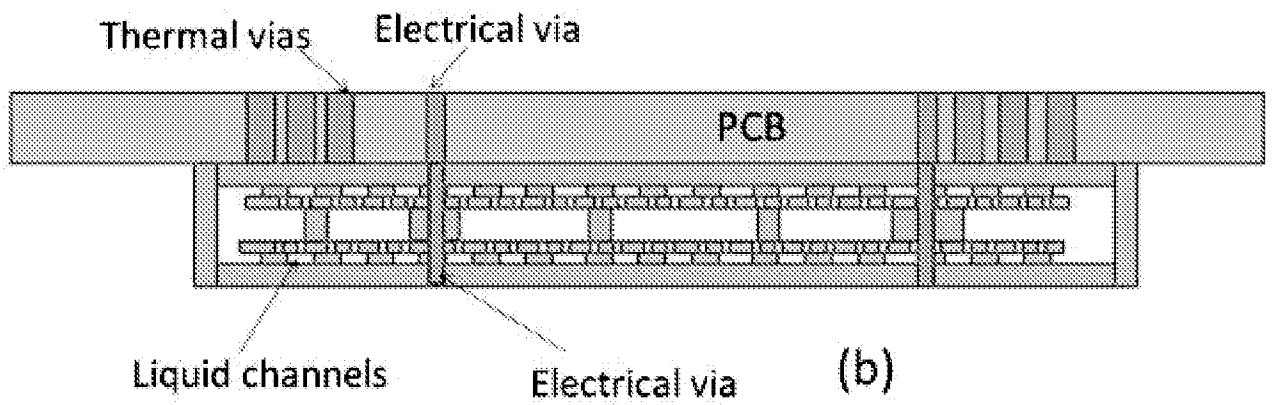 Thermal vias
Electrical via
PCB
Liquid channels
Electrical via
(b)